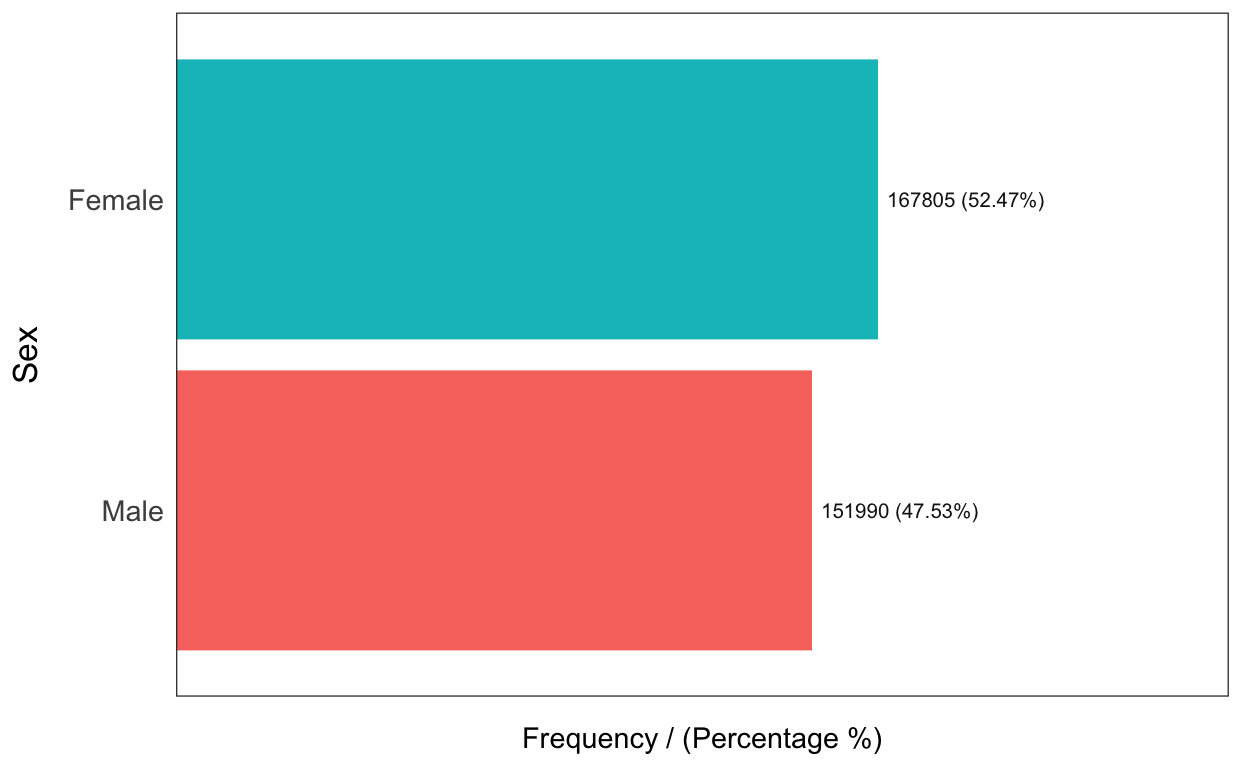 Sex
Female
167805 (52.47%)
Male
151990 (47.53%)
Frequency / (Percentage %)